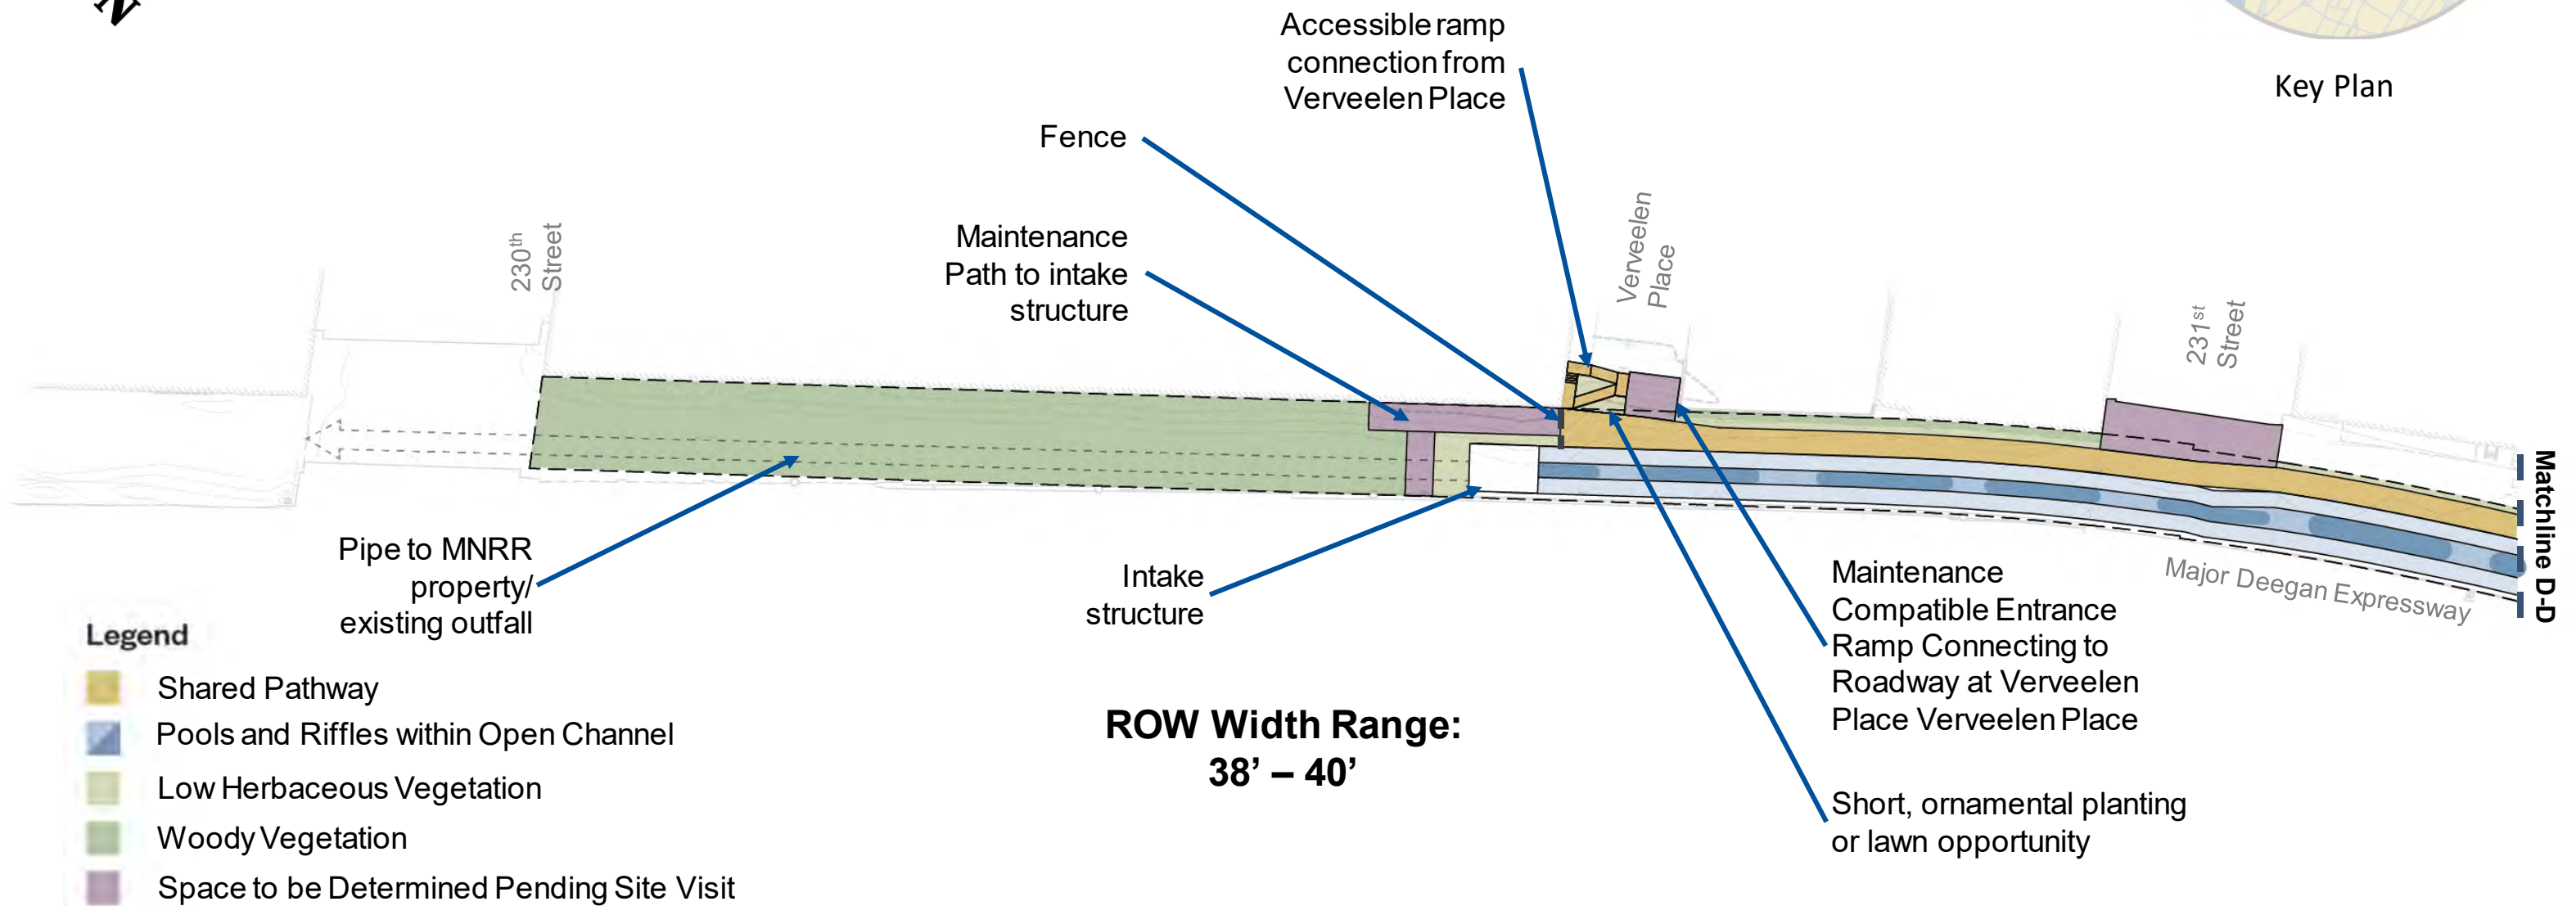 N
Accessible ramp
connection from
Verveelen Place
Key Plan
Fence
Maintenance
Path to intake
structure
230th
Street
Verveelen
Place
231st
Street
Matchline D-D
Pipe to MNRR
property/
existing outfall
Intake
structure
Major Deegan Expressway
Maintenance
Compatible Entrance
Ramp Connecting to
Roadway at Verveelen
Place Verveelen Place
Short, ornamental planting
or lawn opportunity
ROW Width Range:
38’ – 40’
Legend
Shared Pathway
Pools and Riffles within Open Channel
Low Herbaceous Vegetation
Woody Vegetation
Space to be Determined Pending Site Visit